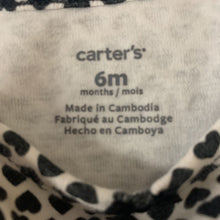 carter's
6m
months / mois
Made in Cambodia
Fabriqué au Cambodge
Hecho en Camboya